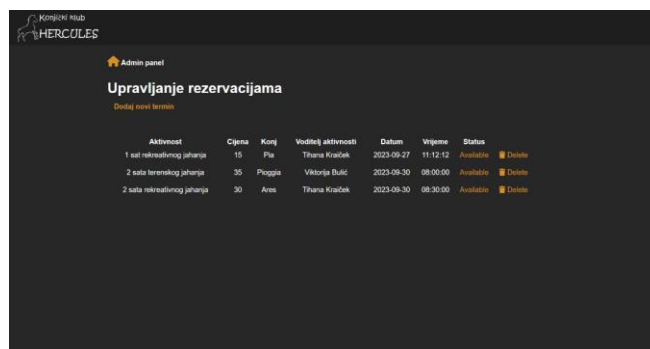 Konjički klub
HERCULES
Admin panel
Upravljanje rezervacijama
Dodaj novi termin
Aktivnost Cijena Konj Voditelj aktivnosti Datum Vrijeme Status
1 sat rekreativnog jahanja 15 Pia Tihana Kraiček 2023-09-27 11:12:12 Available Delete
2 sata terenskog jahanja 35 Pioggia Viktorija Bulić 2023-09-30 08:00:00 Available Delete
2 sata rekreativnog jahanja 30 Ares Tihana Kraiček 2023-09-30 08:30:00 Available Delete